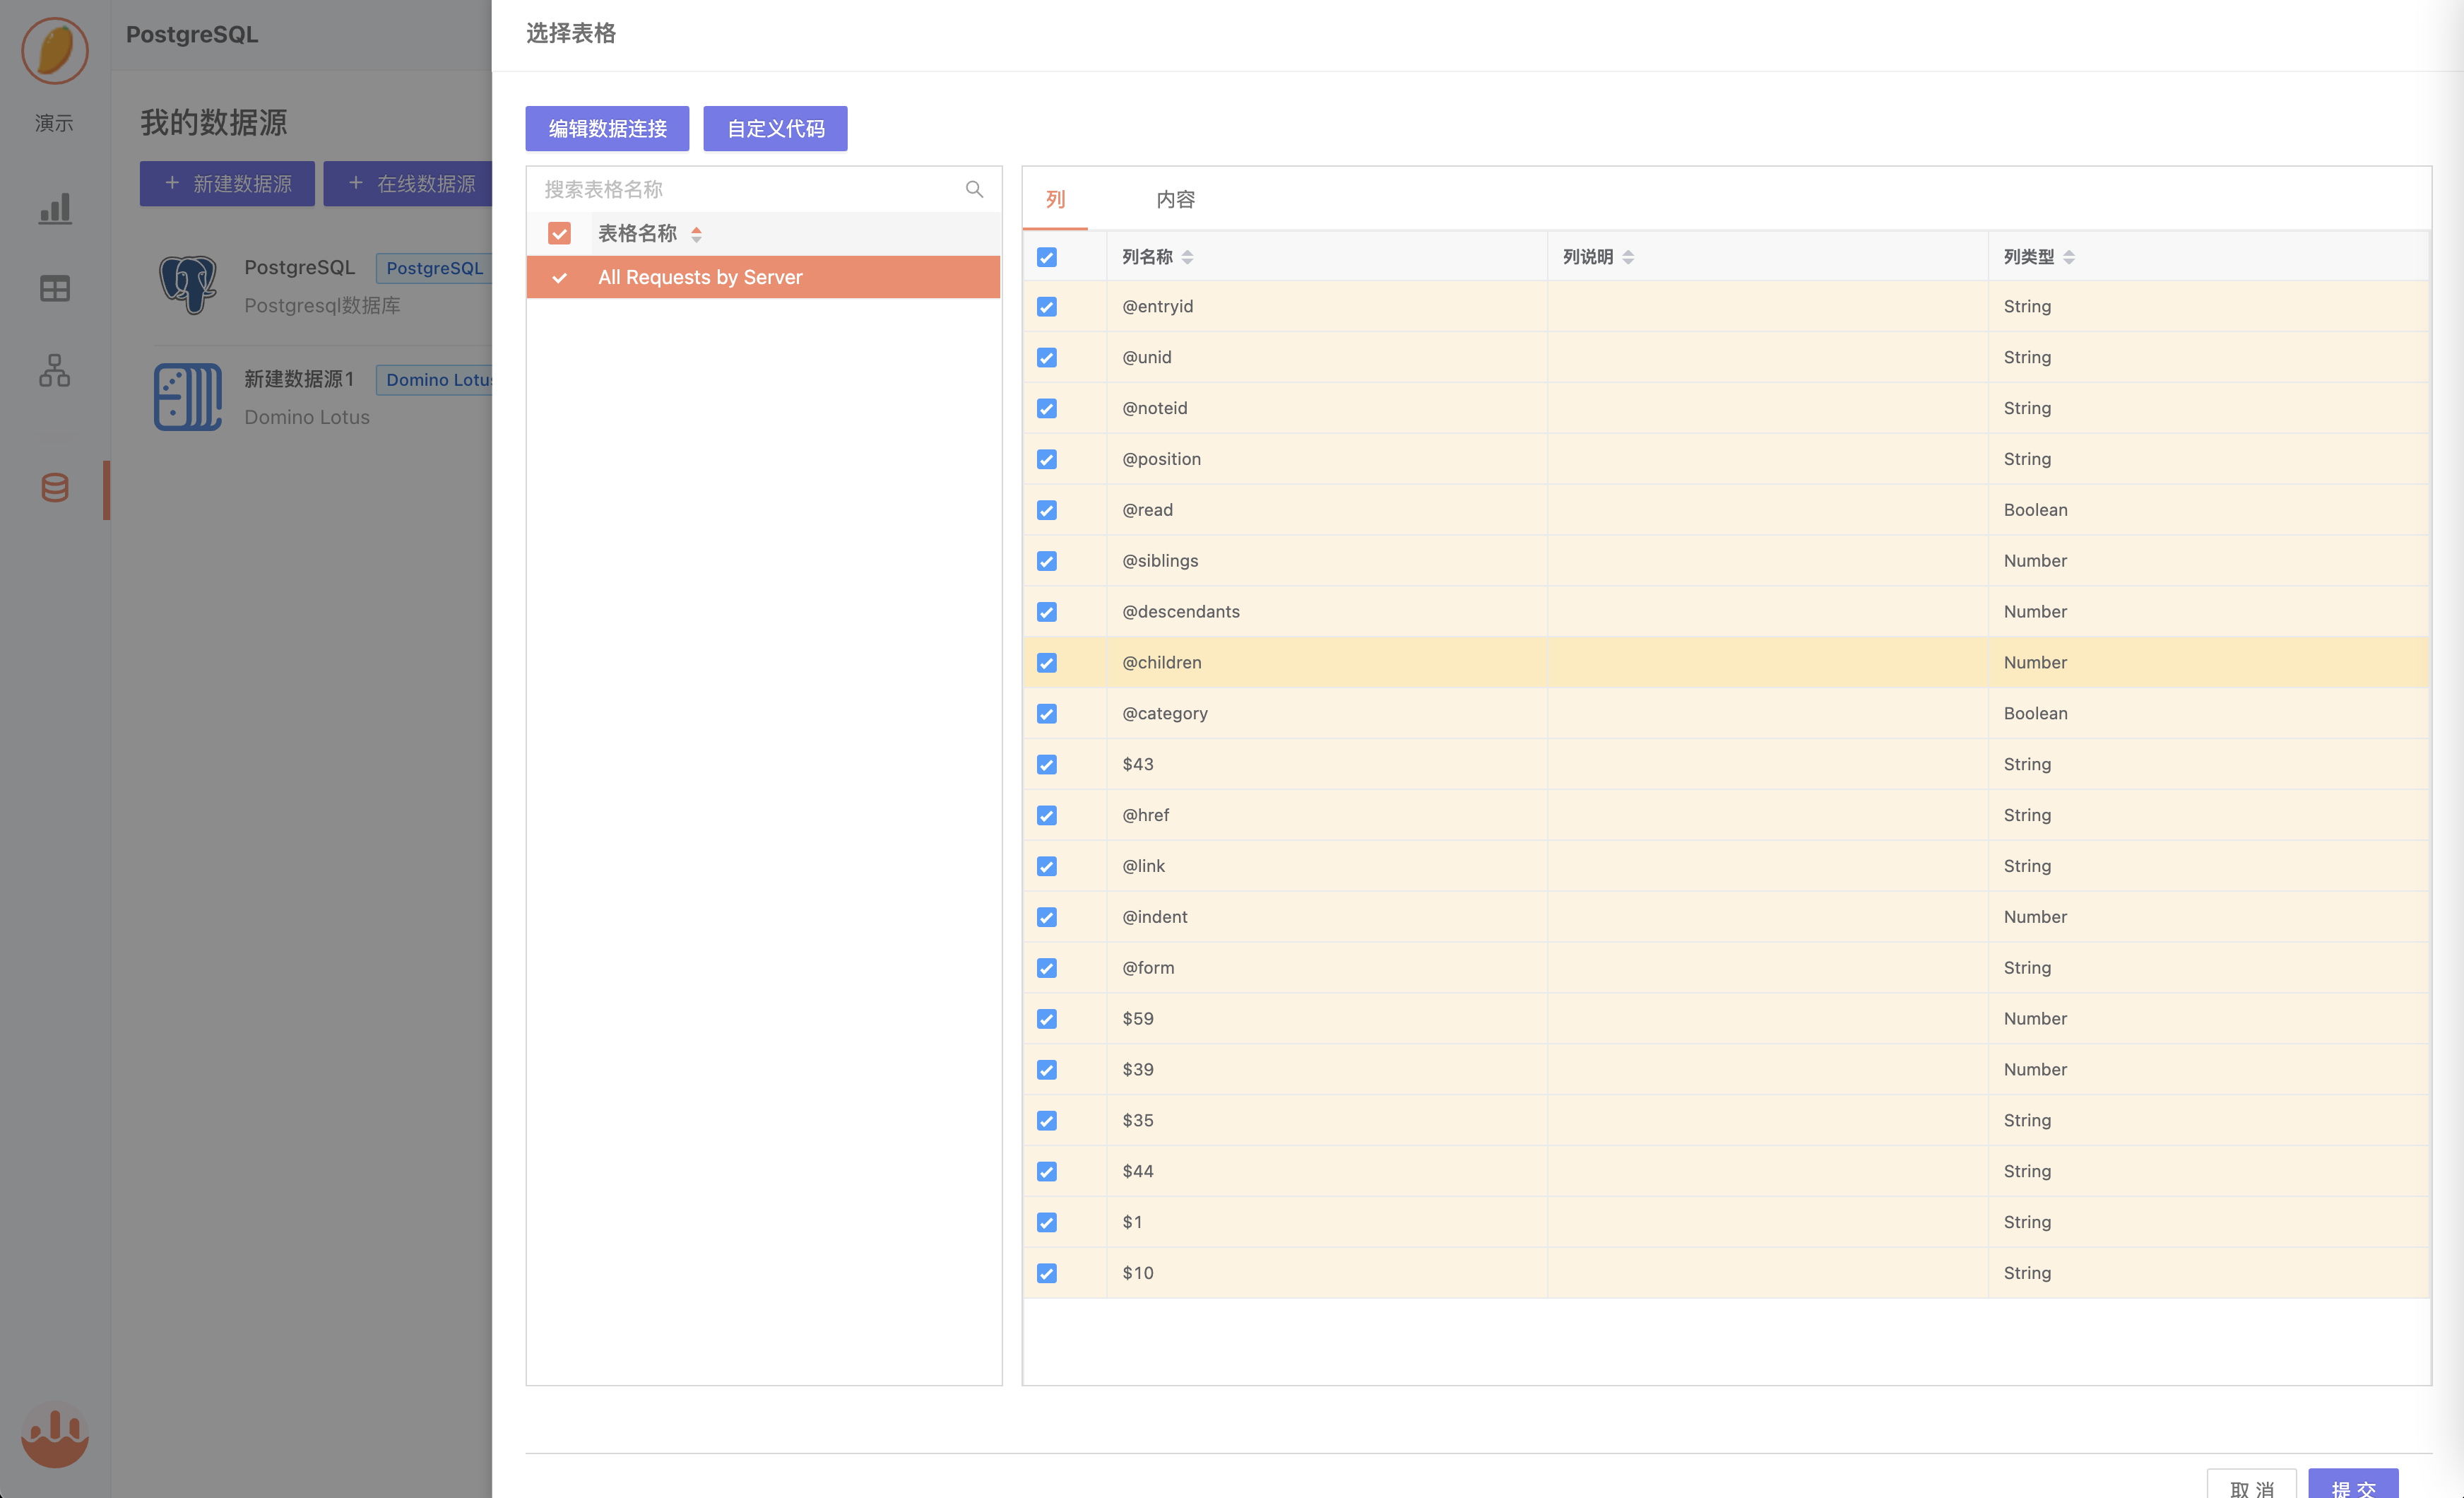 PostgreSQL
演示
我的数据源
+ 新建数据源
+ 在线数据源
PostgreSQL PostgreSQL
Postgresql数据库
新建数据源1 Domino Lotus
Domino Lotus
选择表格
编辑数据连接
自定义代码
搜索表格名称
表格名称
All Requests by Server
列 内容
列名称 列说明 列类型
@entryid String
@unid String
@noteid String
@position String
@read Boolean
@siblings Number
@descendants Number
@children Number
@category Boolean
$43 String
@href String
@link String
@indent Number
@form String
$59 Number
$39 Number
$35 String
$44 String
$1 String
$10 String
取 消
提 交